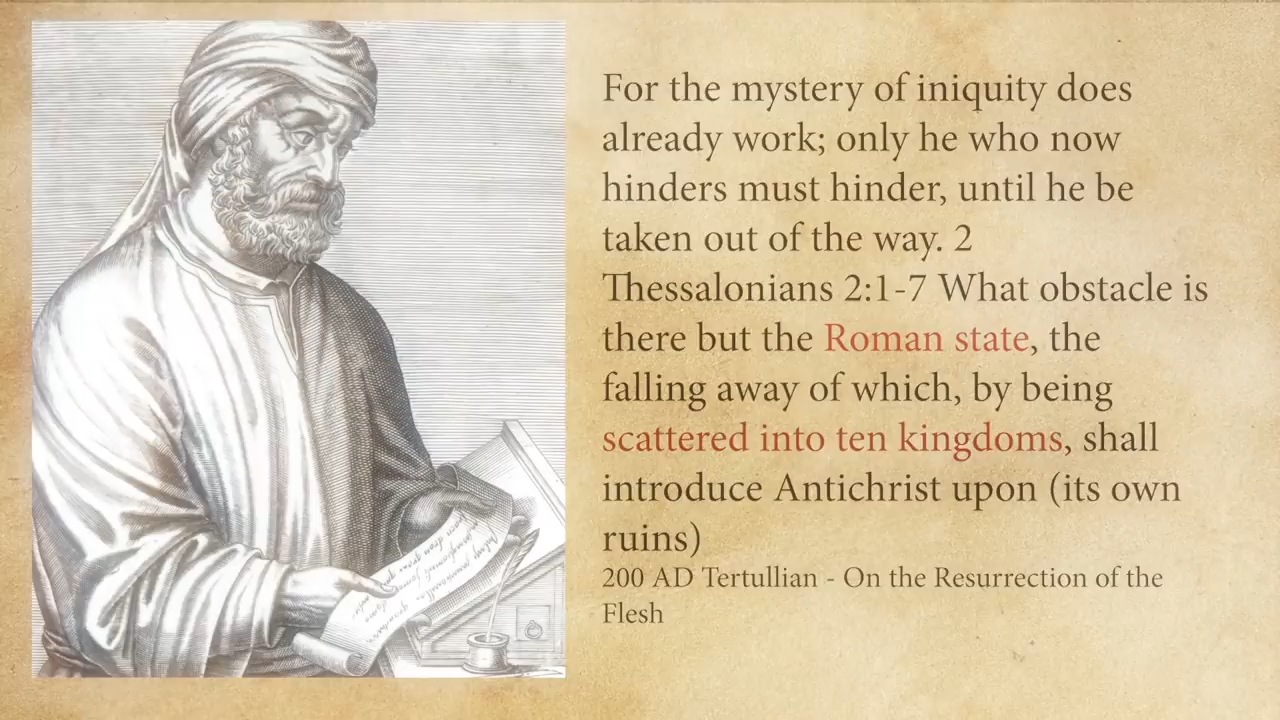 For the mystery of iniquity does
already work; only he who now
hinders must hinder, until he be
taken out of the way. 2
Thessalonians 2:1-7 What obstacle is
there but the Roman state, the
falling away of which, by being
scattered into ten kingdoms, shall
introduce Antichrist upon (its own
ruins)
200 AD Tertullian - On the Resurrection of the
Flesh